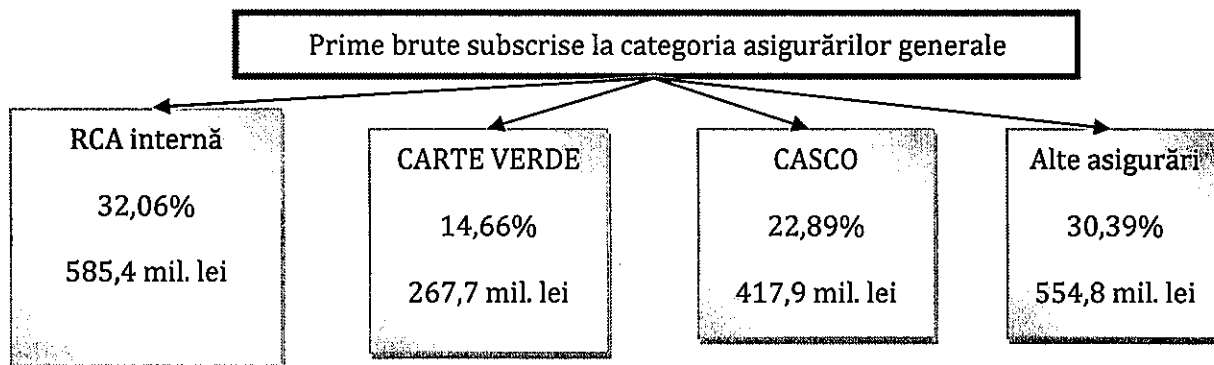 Prime brute subscrise la categoria asigurărilor generale
RCA internă
32,06%
585,4 mil. lei
CARTE VERDE
14,66%
267,7 mil. lei
CASCO
22,89%
417,9 mil. lei
Alte asigurări
30,39%
554,8 mil. lei